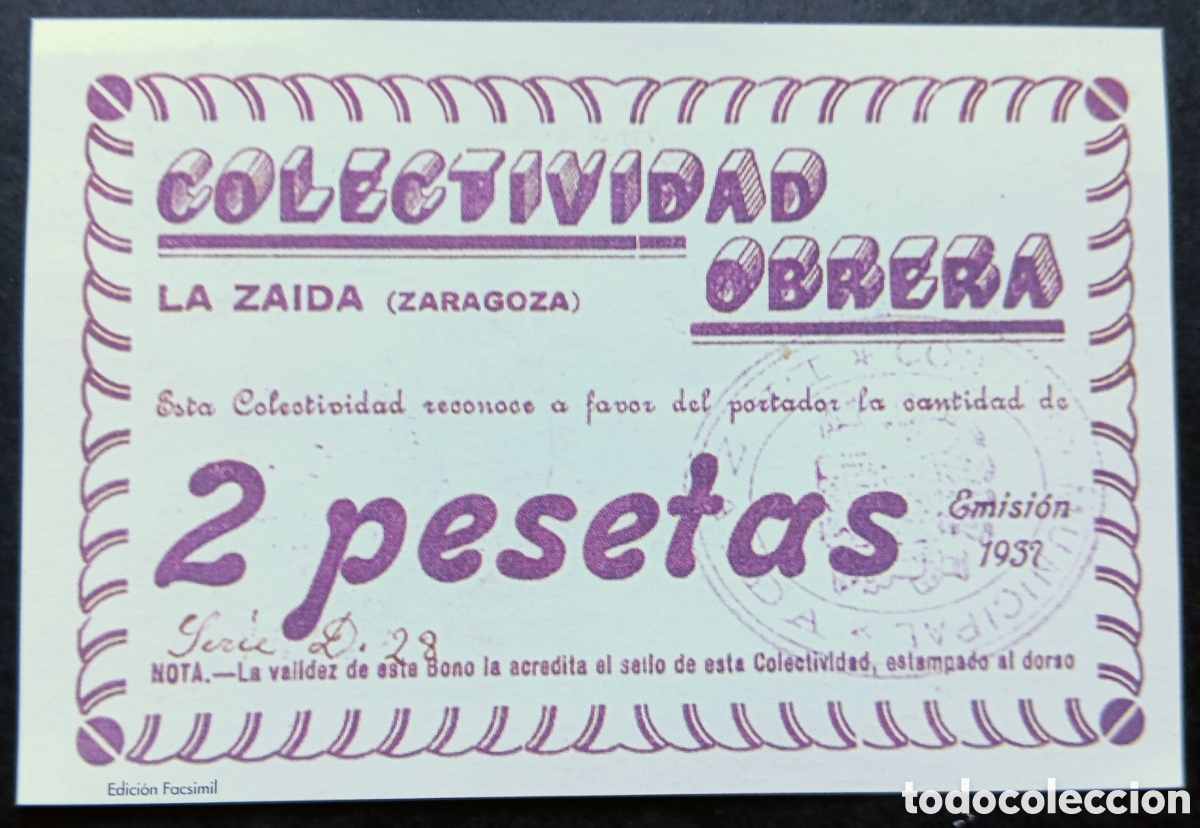 COLECTIVIDAD
OBRERA
LA ZAIDA (ZARAGOZA)
Esta Colectividad reconoce a favor del portador la cantidad de
2 pesetas
Emisión
1937
Serie D. 28
NOTA.—La validez de este Bono la acredita el sello de esta Colectividad, estampado al dorso
MUNICIPAL
Edición Facsimil
todocoleccion